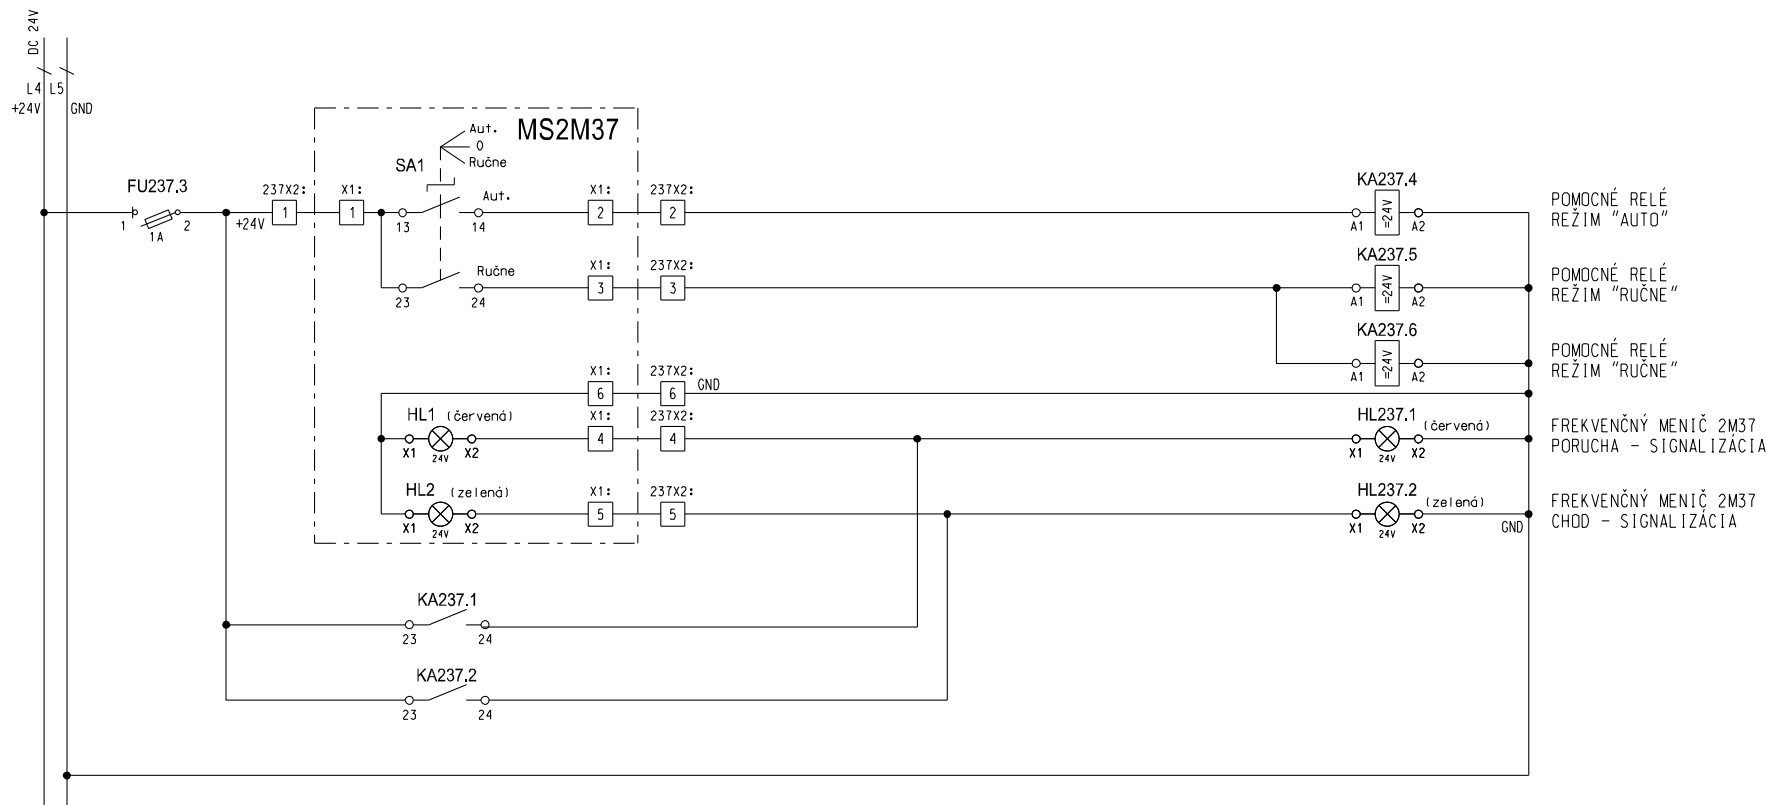 DC 24V
L4 L5
+24V GND
MS2M37
Aut.
0
Ručne
SA1
FU237.3
1 2
1A
+24V
237X2: X1: Aut. X1: 237X2:
1 1 2 2
13 14
KA237.4
A1 =24V A2
POMOCNÉ RELÉ
REŽIM "AUTO"
Ručne X1: 237X2:
23 24 3 3
KA237.5
A1 =24V A2
POMOCNÉ RELÉ
REŽIM "RUČNE"
KA237.6
A1 =24V A2
POMOCNÉ RELÉ
REŽIM "RUČNE"
X1: 237X2:
6 6 GND
HL1 (červená) X1: 237X2:
X1 24V X2 4 4
HL237.1 (červená)
X1 24V X2
FREKVENČNÝ MENIČ 2M37
PORUCHA - SIGNALIZÁCIA
HL2 (zelená) X1: 237X2:
X1 24V X2 5 5
HL237.2 (zelená)
X1 24V X2 GND
FREKVENČNÝ MENIČ 2M37
CHOD - SIGNALIZÁCIA
KA237.1
23 24
KA237.2
23 24